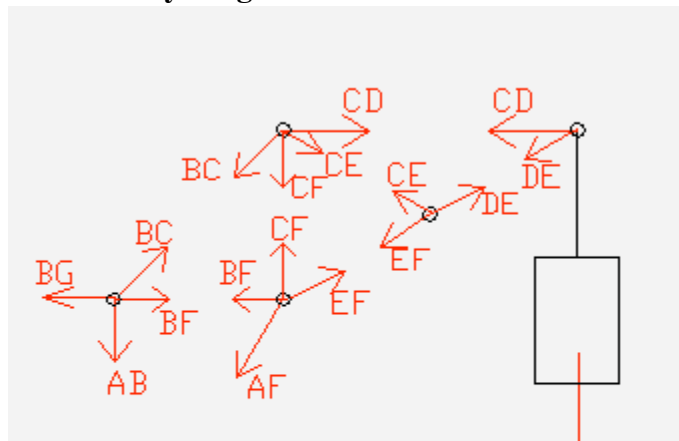 CD CD
BC CE DE
CF CE
DE
CF EF
BC
BG BF
EF
BF
AB AF